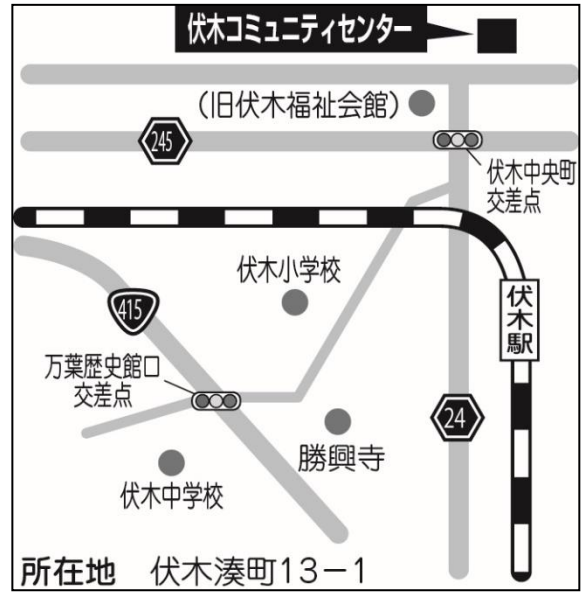 伏木コミュニティセンター
(旧伏木福祉会館)
245
伏木中央町
交差点
伏木小学校
415
伏木駅
万葉歴史館口
交差点
24
勝興寺
伏木中学校
所在地 伏木湊町13-1